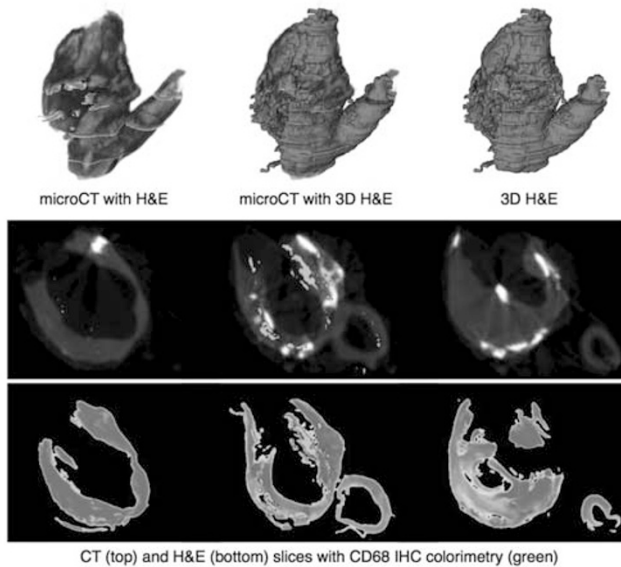 microCT with H&E
microCT with 3D H&E
3D H&E
CT (top) and H&E (bottom) slices with CD68 IHC colorimetry (green)